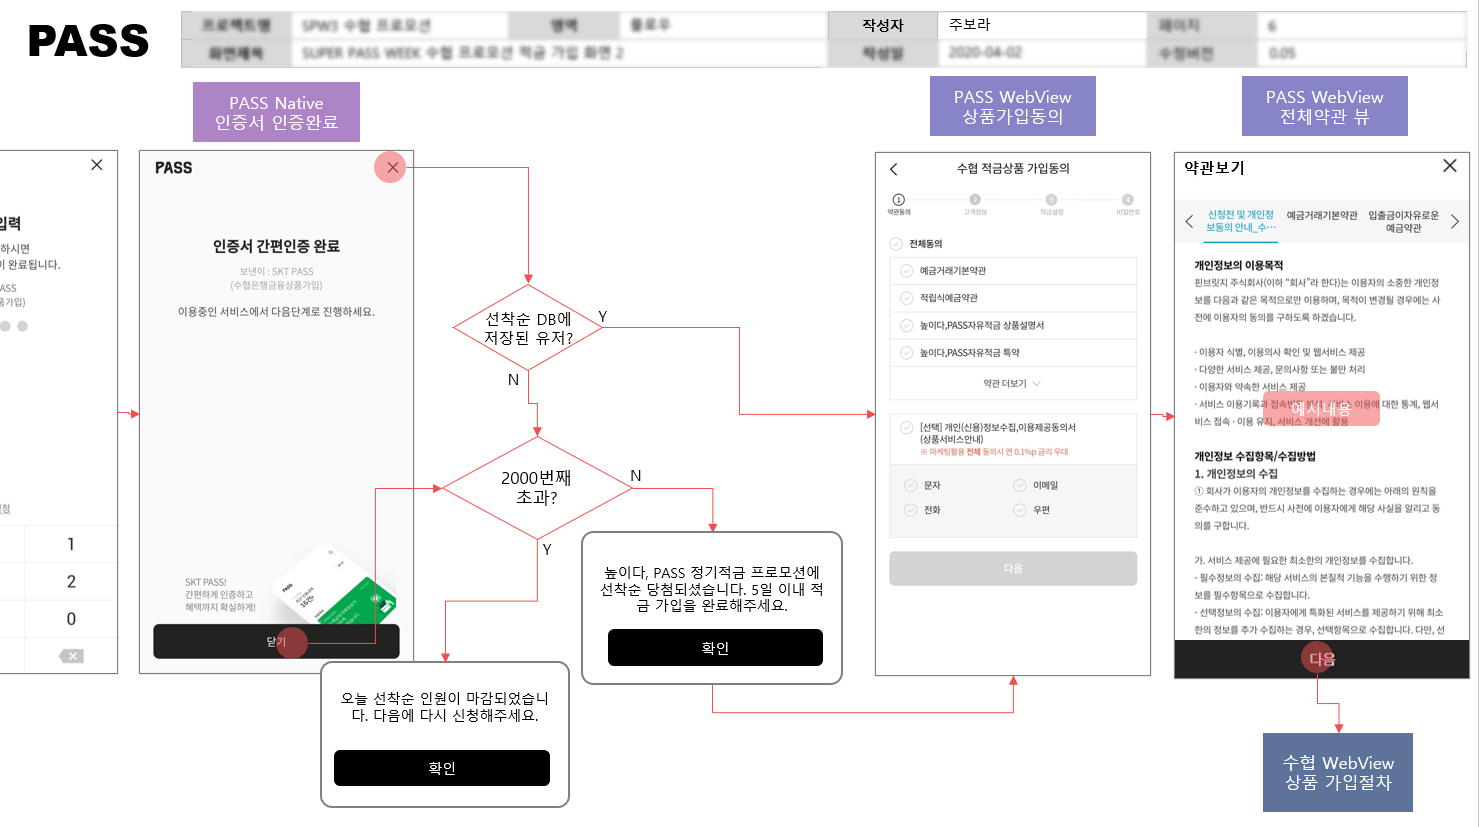 PASS
프로젝트명
SPW3 수협 프로모션
영역
플로우
작성자
주보라
페이지
6
화면제목
SUPER PASS WEEK 수협 프로모션 적금 가입 화면 2
작성일
2020-04-02
수정버전
0.05
PASS Native
인증서 인증완료
PASS WebView
상품가입동의
PASS WebView
전체약관 뷰
입력
하시면
이 완료됩니다.
ASS
품가입)
1
2
0
PASS
인증서 간편인증 완료
보낸이 : SKT PASS
(수협은행금융상품가입)
이용중인 서비스에서 다음단계로 진행하세요.
SKT PASS!
간편하게 인증하고
혜택까지 확실하게!
닫기
선착순 DB에
저장된 유저?
Y
N
2000번째
초과?
N
Y
오늘 선착순 인원이 마감되었습니
다. 다음에 다시 신청해주세요.
확인
높이다, PASS 정기적금 프로모션에
선착순 당첨되셨습니다. 5일 이내 적
금 가입을 완료해주세요.
확인
수협 적금상품 가입동의
1
2
3
4
약관동의
고객정보
적금설정
비밀번호
전체동의
예금거래기본약관
적립식예금약관
높이다,PASS자유적금 상품설명서
높이다,PASS자유적금 특약
약관 더보기
[선택] 개인(신용)정보수집,이용제공동의서
(상품서비스안내)
※ 마케팅활용 전체 동의시 연 0.1%p 금리 우대
문자
이메일
전화
우편
다음
약관보기
신청전 및 개인정
보동의 안내_수…
예금거래기본약관
입출금이자유로운
예금약관
개인정보의 이용목적
핀브릿지 주식회사(이하 “회사”라 한다)는 이용자의 소중한 개인정
보를 다음과 같은 목적으로만 이용하며, 목적이 변경될 경우에는 사
전에 이용자의 동의를 구하도록 하겠습니다.
· 이용자 식별, 이용의사 확인 및 웹서비스 제공
· 다양한 서비스 제공, 문의사항 또는 불만 처리
· 이용자와 약속한 서비스 제공
· 서비스 이용기록과 접속빈도 분석, 서비스 이용에 대한 통계, 웹서
비스 접속 · 이용 유지, 서비스 개선에 활용
예시내용
개인정보 수집항목/수집방법
1. 개인정보의 수집
① 회사가 이용자의 개인정보를 수집하는 경우에는 아래의 원칙을
준수하고 있으며, 반드시 사전에 이용자에게 해당 사실을 알리고 동
의를 구합니다.
가. 서비스 제공에 필요한 최소한의 개인정보를 수집합니다.
- 필수정보의 수집: 해당 서비스의 본질적 기능을 수행하기 위한 정
보를 필수항목으로 수집합니다.
- 선택정보의 수집: 이용자에게 특화된 서비스를 제공하기 위해 최소
한의 정보를 추가 수집하는 경우, 선택항목으로 수집합니다. 다만, 선
다음
수협 WebView
상품 가입절차